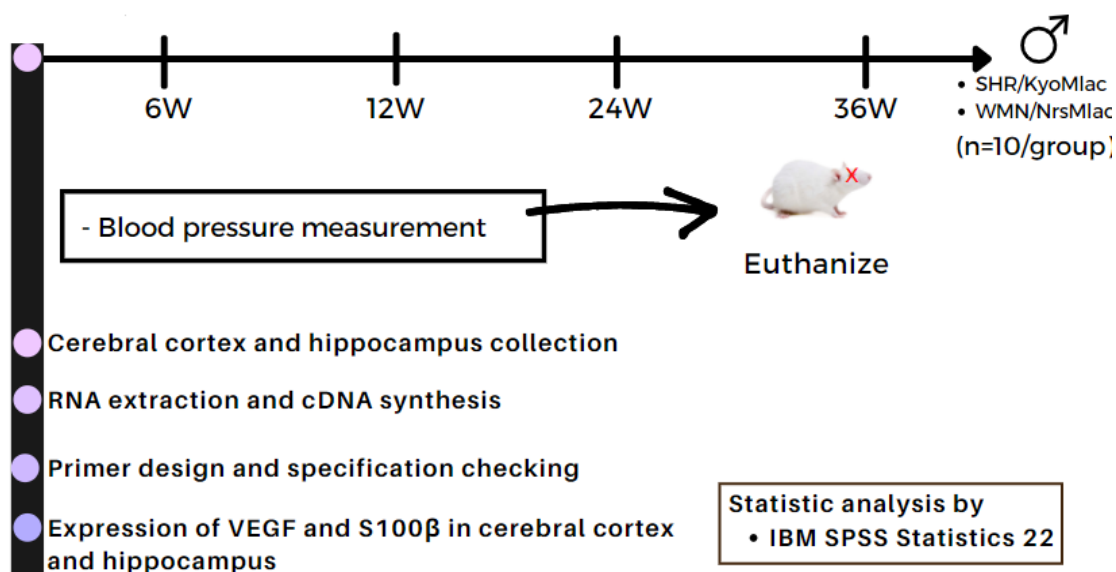 6W
12W
24W
36W
• SHR/KyoMlac
• WMN/NrsMlac
(n=10/group)
- Blood pressure measurement
X
Euthanize
Cerebral cortex and hippocampus collection
RNA extraction and cDNA synthesis
Primer design and specification checking
Expression of VEGF and S100β in cerebral cortex
and hippocampus
Statistic analysis by
• IBM SPSS Statistics 22